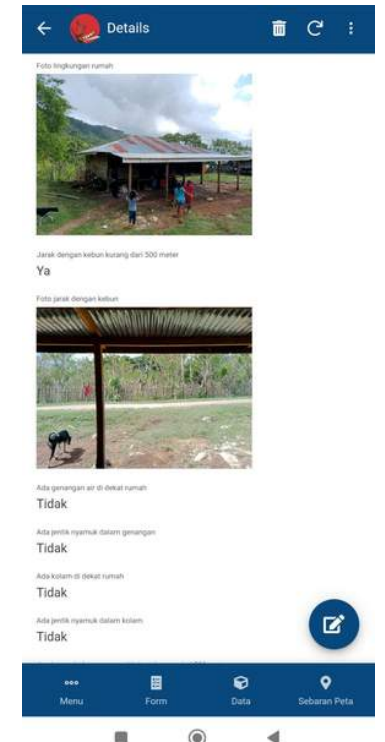 Details
Foto lingkungan rumah
Jarak dengan kebun kurang dari 500 meter
Ya
Foto jarak dengan kebun
Ada genangan air di dekat rumah
Tidak
Ada jentik nyamuk dalam genangan
Tidak
Ada kolam di dekat rumah
Tidak
Ada jentik nyamuk dalam kolam
Tidak
Menu Form Data Sebaran Peta